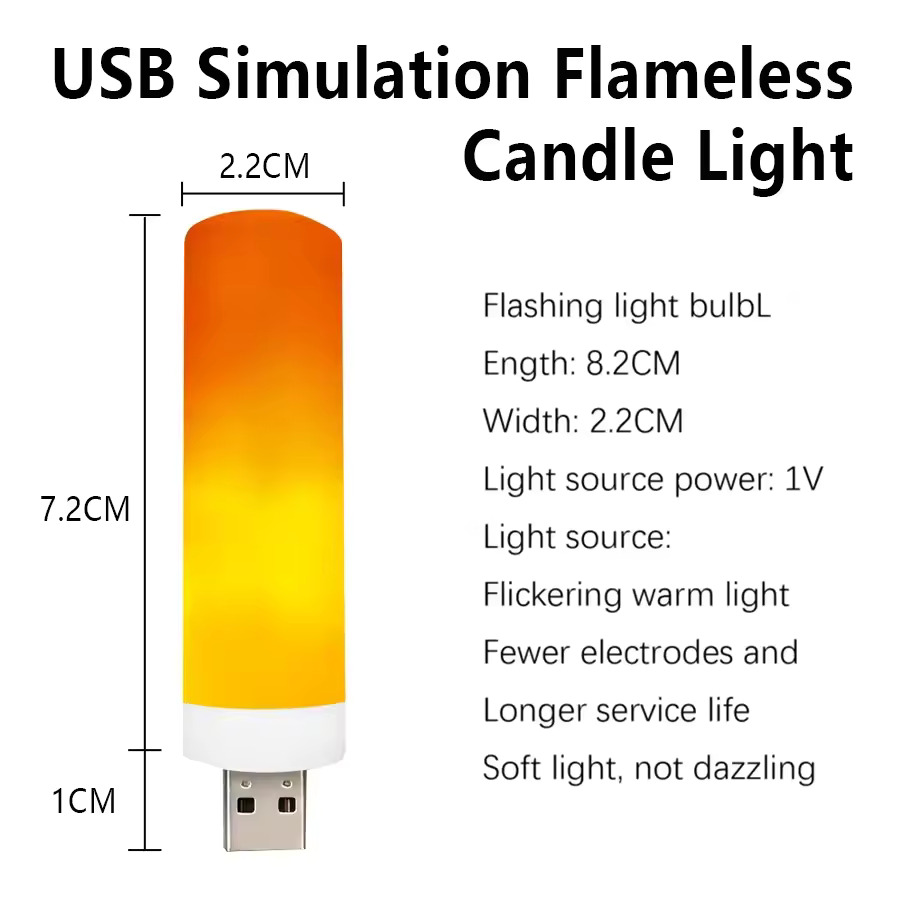 USB Simulation Flameless
Candle Light
2.2CM
7.2CM
1CM
Flashing light bulbL
Ength: 8.2CM
Width: 2.2CM
Light source power: 1V
Light source:
Flickering warm light
Fewer electrodes and
Longer service life
Soft light, not dazzling